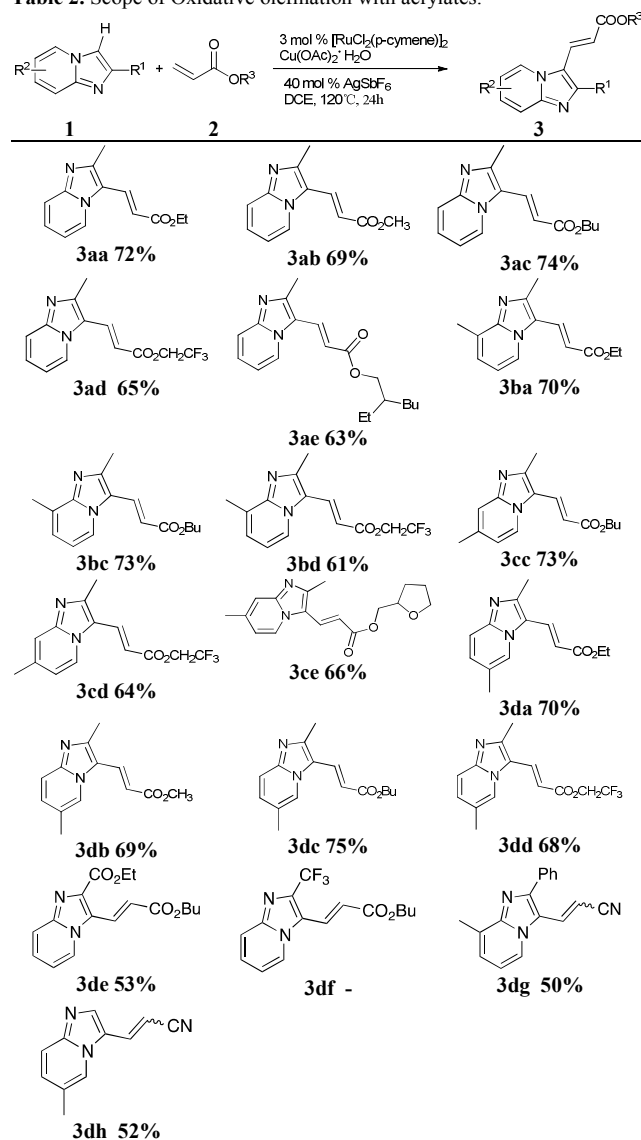 Table 2. Scope of Oxidative olefination with acrylates.
H
R² N N R¹ + O OR³
3 mol % [RuCl₂(p-cymene)]₂
Cu(OAc)₂· H₂O
40 mol % AgSbF₆
DCE, 120℃, 24h
COOR³
R² N N R¹
1 2 3
N N CO₂Et
3aa 72%
N N CO₂CH₃
3ab 69%
N N CO₂Bu
3ac 74%
N N CO₂CH₂CF₃
3ad 65%
N N O O Et Bu
3ae 63%
N N CO₂Et
3ba 70%
N N CO₂Bu
3bc 73%
N N CO₂CH₂CF₃
3bd 61%
N N CO₂Bu
3cc 73%
N N CO₂CH₂CF₃
3cd 64%
N N O O O
3ce 66%
N N CO₂Et
3da 70%
N N CO₂CH₃
3db 69%
N N CO₂Bu
3dc 75%
N N CO₂CH₂CF₃
3dd 68%
CO₂Et N N CO₂Bu
3de 53%
CF₃ N N CO₂Bu
3df -
Ph N N CN
3dg 50%
N N CN
3dh 52%